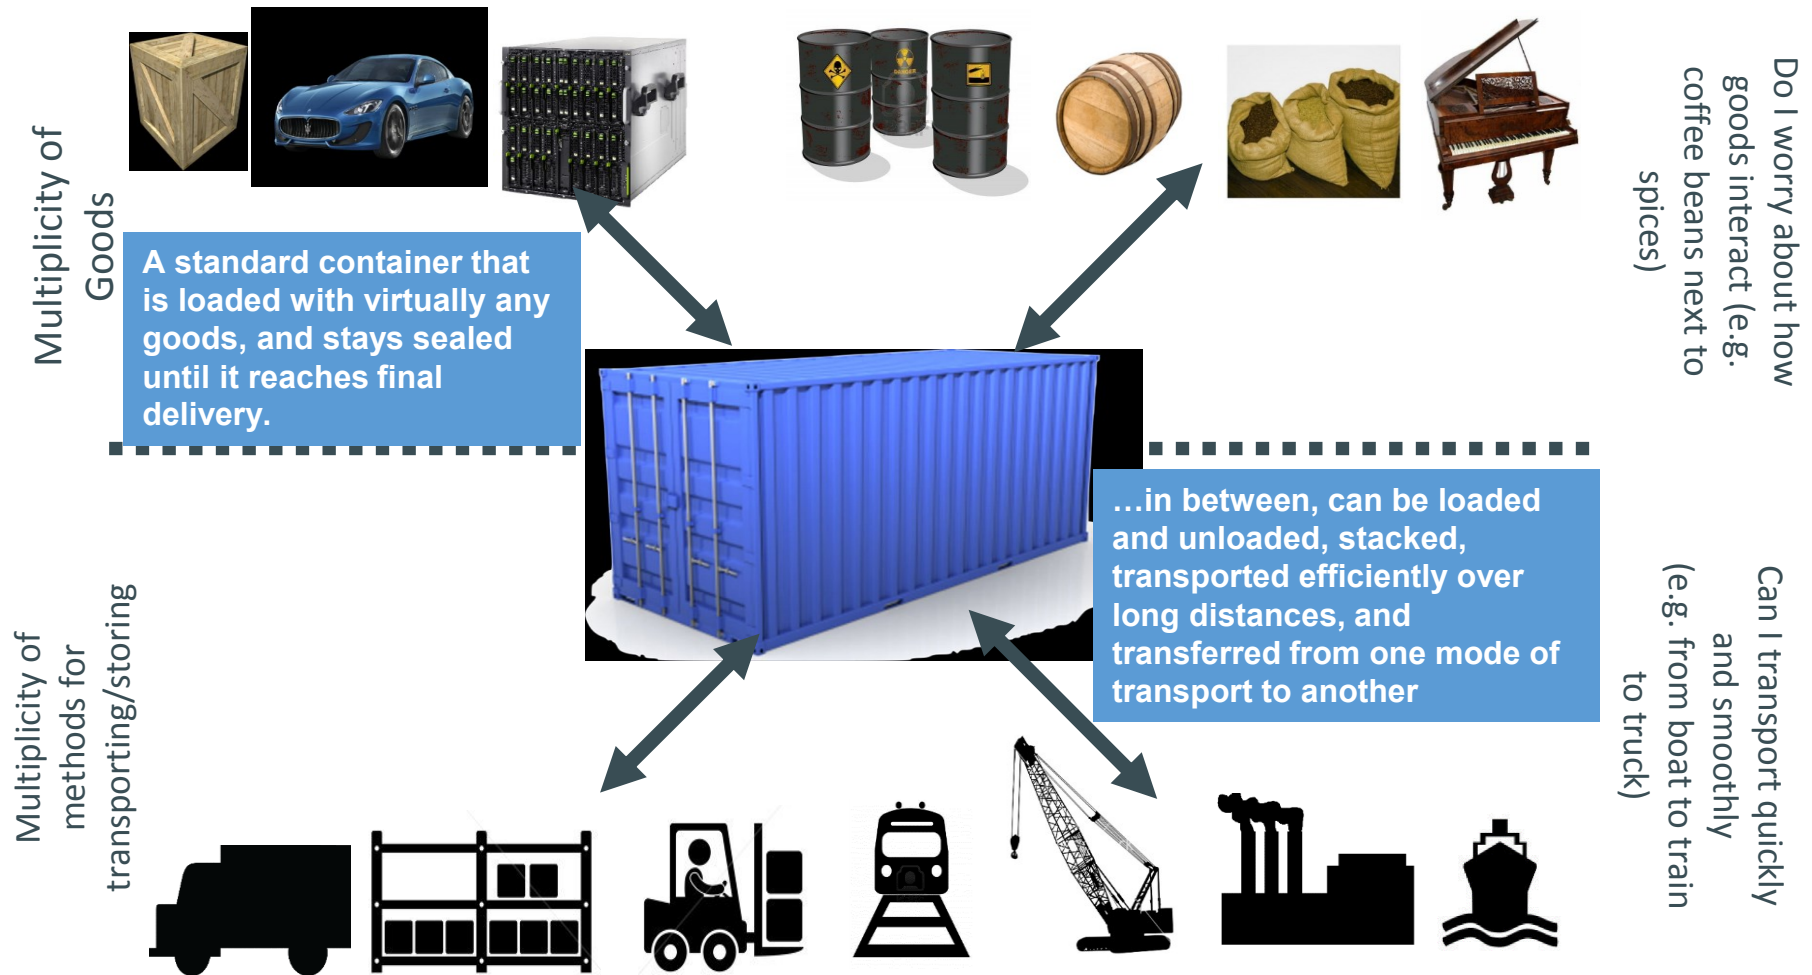 Multiplicity of
Goods
A standard container that
is loaded with virtually any
goods, and stays sealed
until it reaches final
delivery.
Do I worry about how
goods interact (e.g.
coffee beans next to
spices)
Multiplicity of
methods for
transporting/storing
…in between, can be loaded
and unloaded, stacked,
transported efficiently over
long distances, and
transferred from one mode of
transport to another
Can I transport quickly
and smoothly
(e.g. from boat to train
to truck)
DANGER